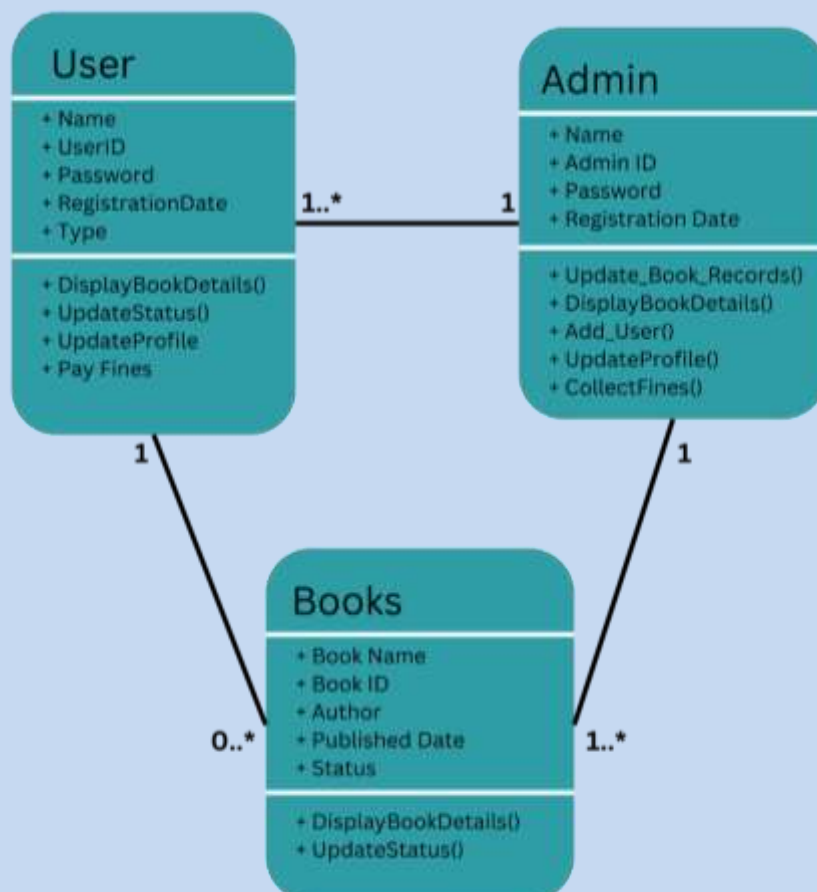 User
+ Name
+ UserID
+ Password
+ RegistrationDate
+ Type
+ DisplayBookDetails()
+ UpdateStatus()
+ UpdateProfile
+ Pay Fines
1..*
1
Admin
+ Name
+ Admin ID
+ Password
+ Registration Date
+ Update_Book_Records()
+ DisplayBookDetails()
+ Add_User()
+ UpdateProfile()
+ CollectFines()
1
1
Books
+ Book Name
+ Book ID
+ Author
+ Published Date
+ Status
+ DisplayBookDetails()
+ UpdateStatus()
0..*
1..*